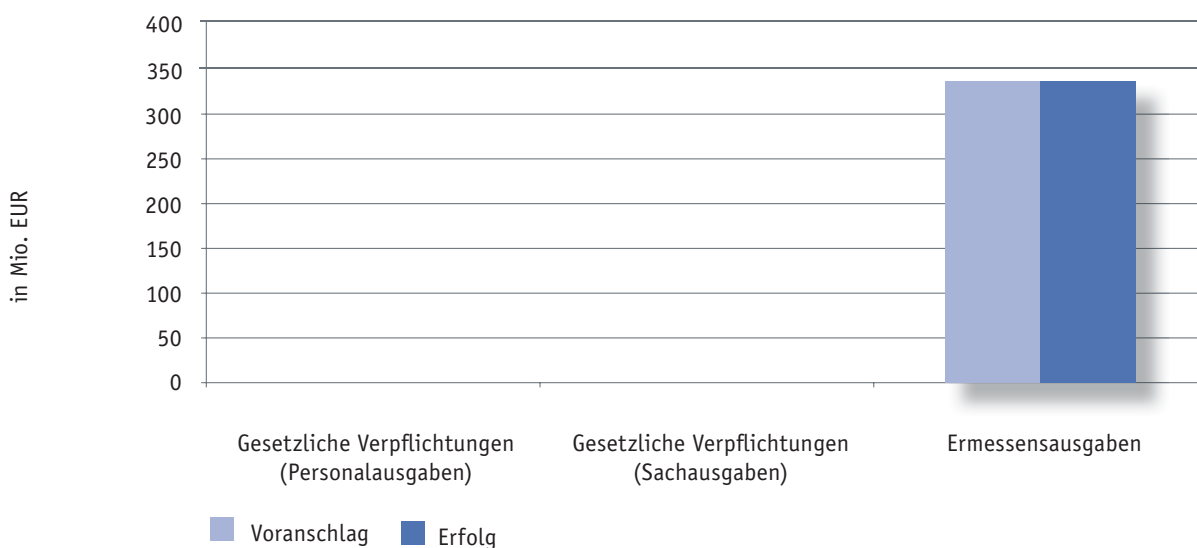 400
350
300
250
200
150
100
50
0
in Mio. EUR
Gesetzliche Verpflichtungen
(Personalausgaben)
Gesetzliche Verpflichtungen
(Sachausgaben)
Ermessensausgaben
Voranschlag
Erfolg